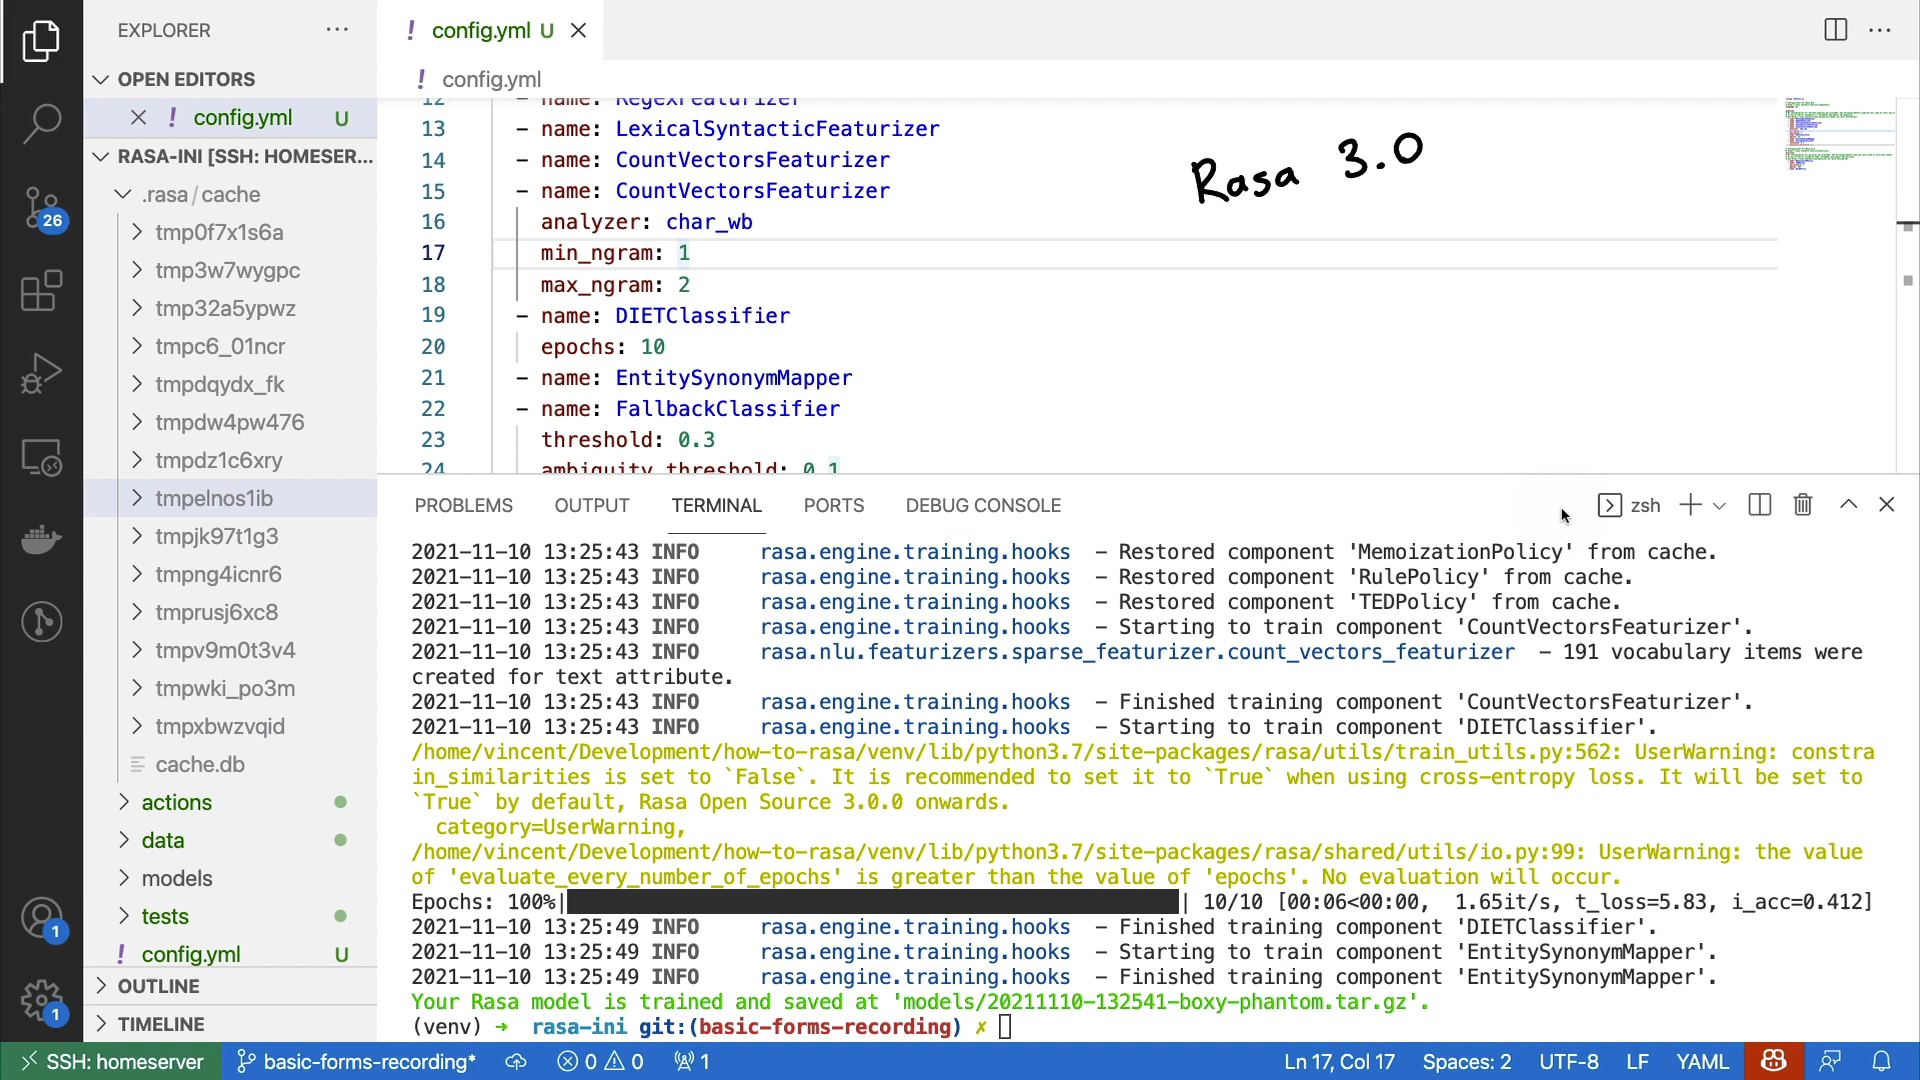 EXPLORER
OPEN EDITORS
config.yml U
RASA-INI [SSH: HOMESER...
.rasa/cache
tmp0f7x1s6a
tmp3w7wygpc
tmp32a5ypwz
tmpc6_01ncr
tmpdqydx_fk
tmpdw4pw476
tmpdz1c6xry
tmpelnos1ib
tmpjk97t1g3
tmpng4icnr6
tmprusj6xc8
tmpv9m0t3v4
tmpwki_po3m
tmpxbwzvqid
cache.db
actions
data
models
tests
config.yml U
OUTLINE
TIMELINE
26
1
1
config.yml U
config.yml
12 - name: RegexFeaturizer
13 - name: LexicalSyntacticFeaturizer
14 - name: CountVectorsFeaturizer
15 - name: CountVectorsFeaturizer
16 analyzer: char_wb
17 min_ngram: 1
18 max_ngram: 2
19 - name: DIETClassifier
20 epochs: 10
21 - name: EntitySynonymMapper
22 - name: FallbackClassifier
23 threshold: 0.3
24 ambiguity_threshold: 0.1
Rasa 3.0
PROBLEMS OUTPUT TERMINAL PORTS DEBUG CONSOLE zsh
2021-11-10 13:25:43 INFO rasa.engine.training.hooks - Restored component 'MemoizationPolicy' from cache.
2021-11-10 13:25:43 INFO rasa.engine.training.hooks - Restored component 'RulePolicy' from cache.
2021-11-10 13:25:43 INFO rasa.engine.training.hooks - Restored component 'TEDPolicy' from cache.
2021-11-10 13:25:43 INFO rasa.engine.training.hooks - Starting to train component 'CountVectorsFeaturizer'.
2021-11-10 13:25:43 INFO rasa.nlu.featurizers.sparse_featurizer.count_vectors_featurizer - 191 vocabulary items were
created for text attribute.
2021-11-10 13:25:43 INFO rasa.engine.training.hooks - Finished training component 'CountVectorsFeaturizer'.
2021-11-10 13:25:43 INFO rasa.engine.training.hooks - Starting to train component 'DIETClassifier'.
/home/vincent/Development/how-to-rasa/venv/lib/python3.7/site-packages/rasa/utils/train_utils.py:562: UserWarning: constra
in_similarities is set to `False`. It is recommended to set it to `True` when using cross-entropy loss. It will be set to
`True` by default, Rasa Open Source 3.0.0 onwards.
category=UserWarning,
/home/vincent/Development/how-to-rasa/venv/lib/python3.7/site-packages/rasa/shared/utils/io.py:99: UserWarning: the value
of 'evaluate_every_number_of_epochs' is greater than the value of 'epochs'. No evaluation will occur.
Epochs: 100%| | 10/10 [00:06<00:00, 1.65it/s, t_loss=5.83, i_acc=0.412]
2021-11-10 13:25:49 INFO rasa.engine.training.hooks - Finished training component 'DIETClassifier'.
2021-11-10 13:25:49 INFO rasa.engine.training.hooks - Starting to train component 'EntitySynonymMapper'.
2021-11-10 13:25:49 INFO rasa.engine.training.hooks - Finished training component 'EntitySynonymMapper'.
Your Rasa model is trained and saved at 'models/20211110-132541-boxy-phantom.tar.gz'.
(venv) ➜ rasa-ini git:(basic-forms-recording) ✗
SSH: homeserver basic-forms-recording* 0 0 1 Ln 17, Col 17 Spaces: 2 UTF-8 LF YAML